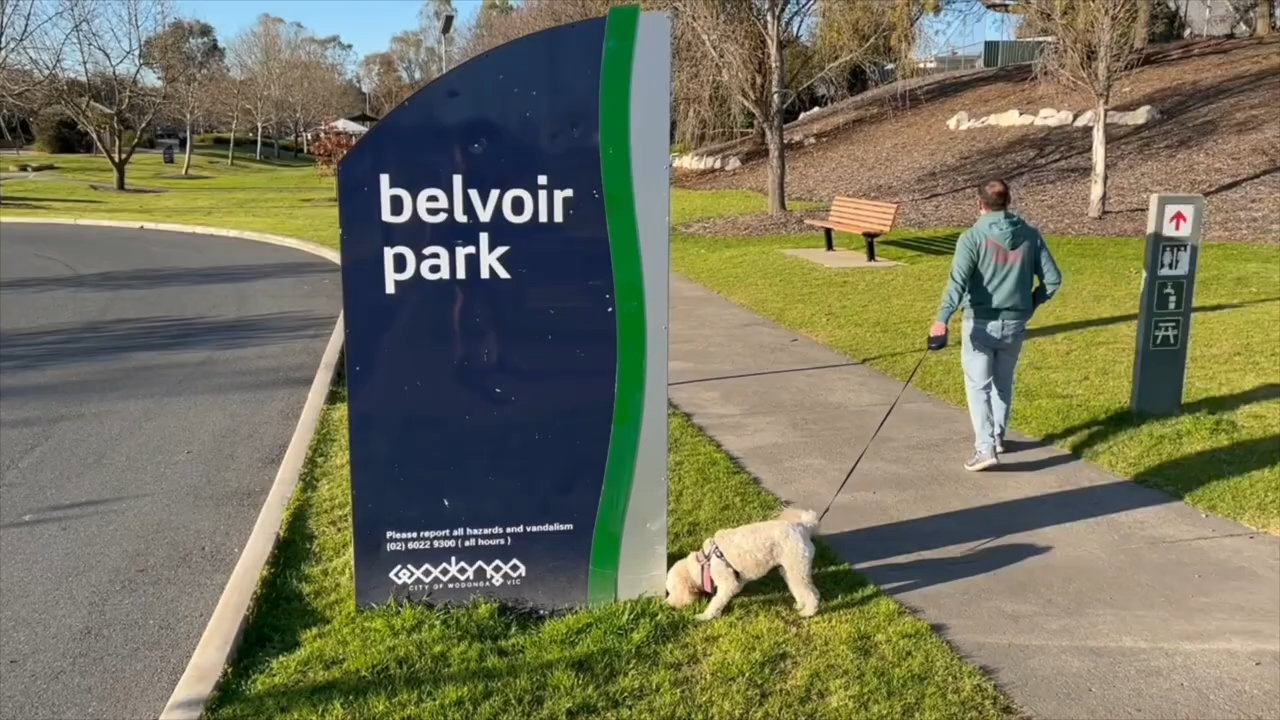 belvoir
park
Please report all hazards and vandalism
(02) 6022 9300 ( all hours )
wodonga
CITY OF WODONGA VIC